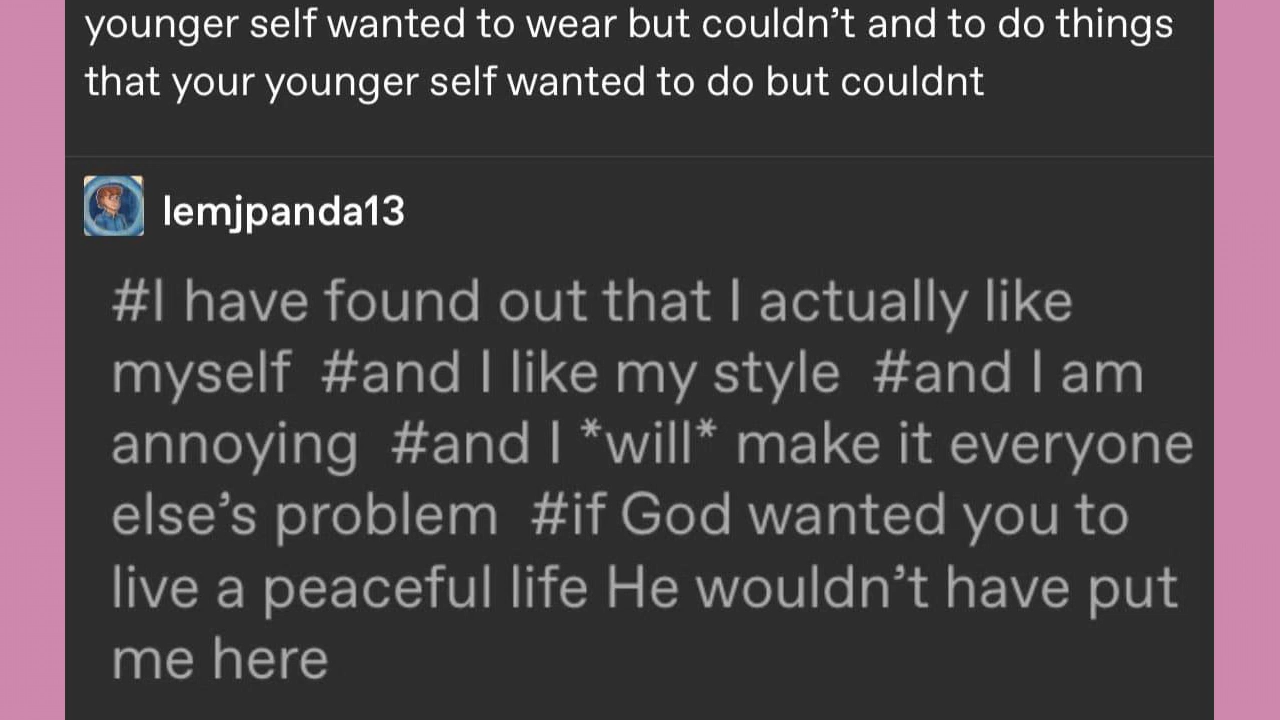 younger self wanted to wear but couldn’t and to do things
that your younger self wanted to do but couldnt
lemjpanda13
#I have found out that I actually like
myself #and I like my style #and I am
annoying #and I *will* make it everyone
else’s problem #if God wanted you to
live a peaceful life He wouldn’t have put
me here